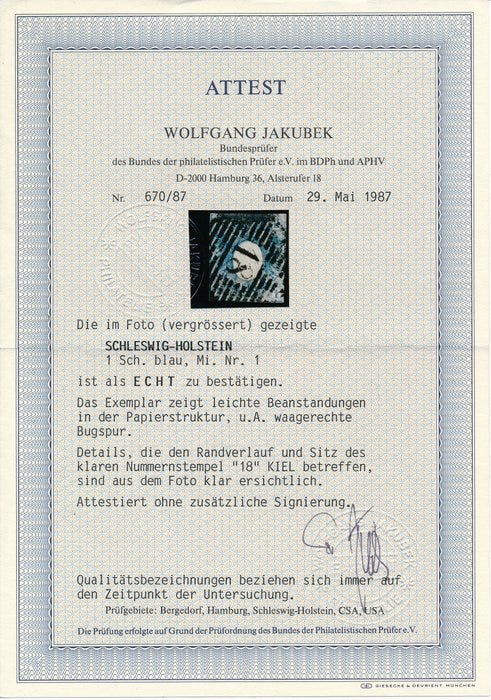 ATTEST
WOLFGANG JAKUBEK
Bundesprüfer
des Bundes der philatelistischen Prüfer e.V. im BDPh und APHV
D-2000 Hamburg 36, Alsterufer 18
Nr. 670/87 Datum 29. Mai 1987
Die im Foto (vergrössert) gezeigte
SCHLESWIG-HOLSTEIN
1 Sch. blau, Mi. Nr. 1
ist als ECHT zu bestätigen.
Das Exemplar zeigt leichte Beanstandungen
in der Papierstruktur, u.A. waagerechte
Bugspur.
Details, die den Randverlauf und Sitz des
klaren Nummernstempel "18" KIEL betreffen,
sind aus dem Foto klar ersichtlich.
Attestiert ohne zusätzliche Signierung.
Qualitätsbezeichnungen beziehen sich immer auf
den Zeitpunkt der Untersuchung.
Prüfgebiete: Bergedorf, Hamburg, Schleswig-Holstein, CSA, USA
Die Prüfung erfolgte auf Grund der Prüfordnung des Bundes der Philatelistischen Prüfer e.V.
GIESECKE & DEVRIENT MÜNCHEN